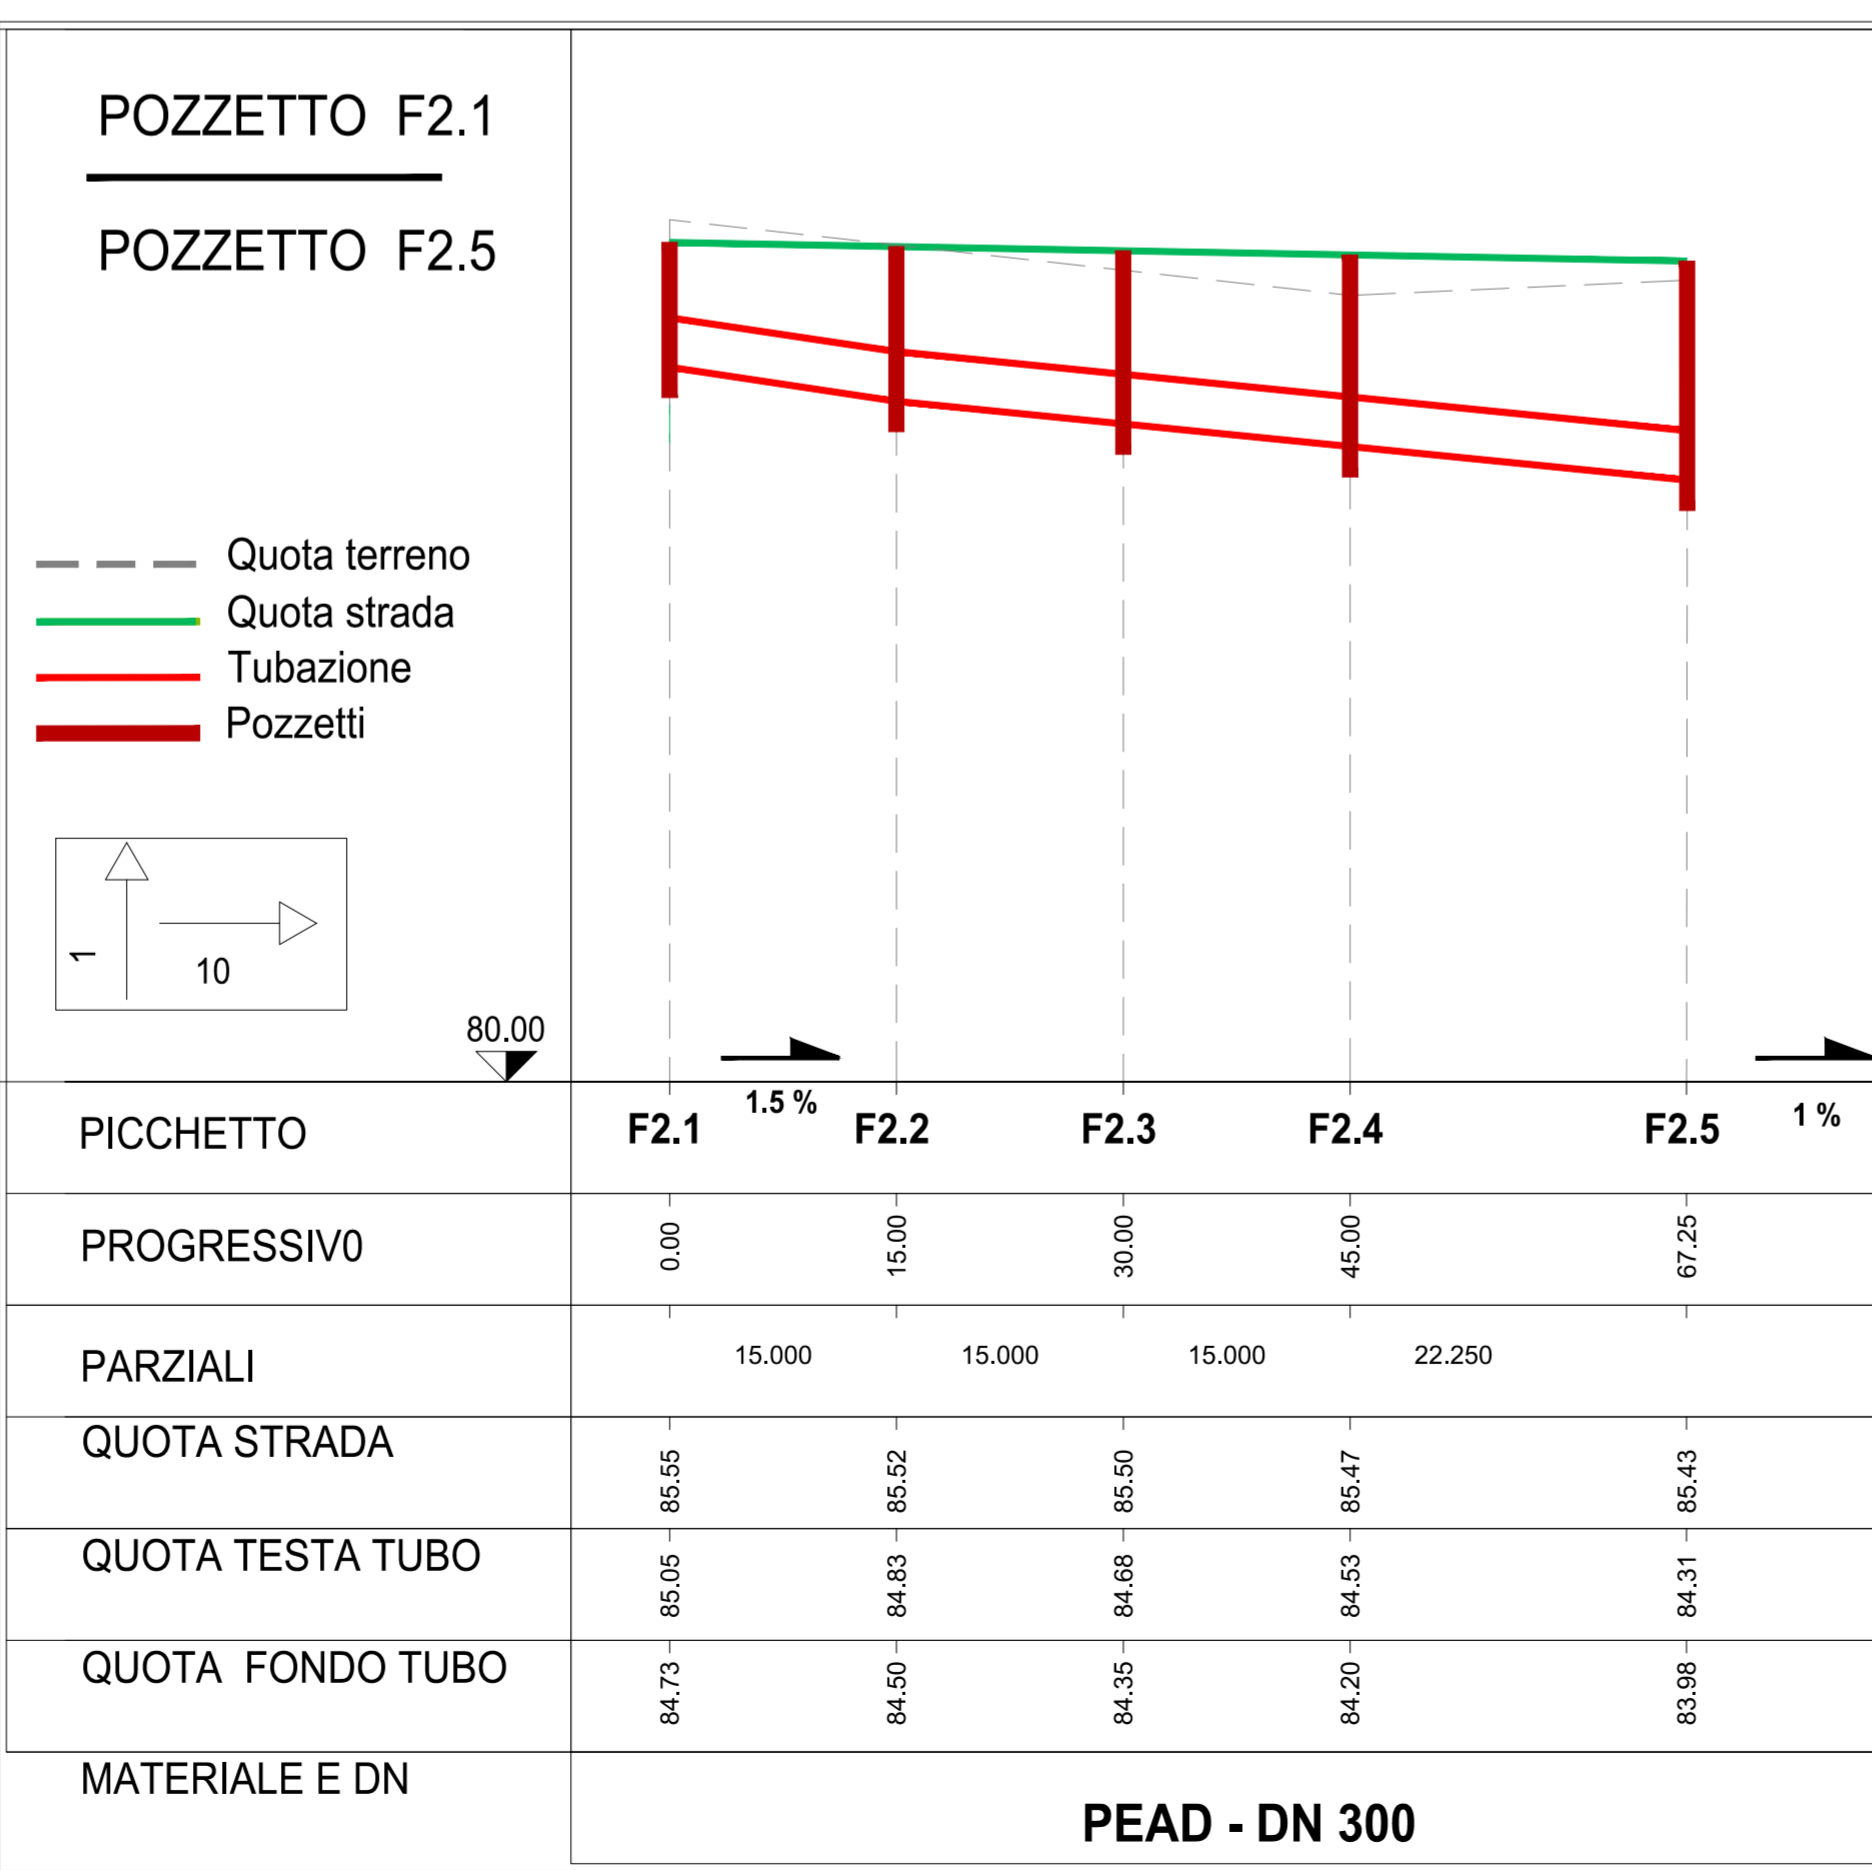 POZZETTO F2.1
POZZETTO F2.5
Quota terreno
Quota strada
Tubazione
Pozzetti
1
10
80.00
1.5 %
1 %
PICCHETTO F2.1 F2.2 F2.3 F2.4 F2.5
PROGRESSIV0 0.00 15.00 30.00 45.00 67.25
PARZIALI 15.000 15.000 15.000 22.250
QUOTA STRADA 85.55 85.52 85.50 85.47 85.43
QUOTA TESTA TUBO 85.05 84.83 84.68 84.53 84.31
QUOTA FONDO TUBO 84.73 84.50 84.35 84.20 83.98
MATERIALE E DN
PEAD - DN 300